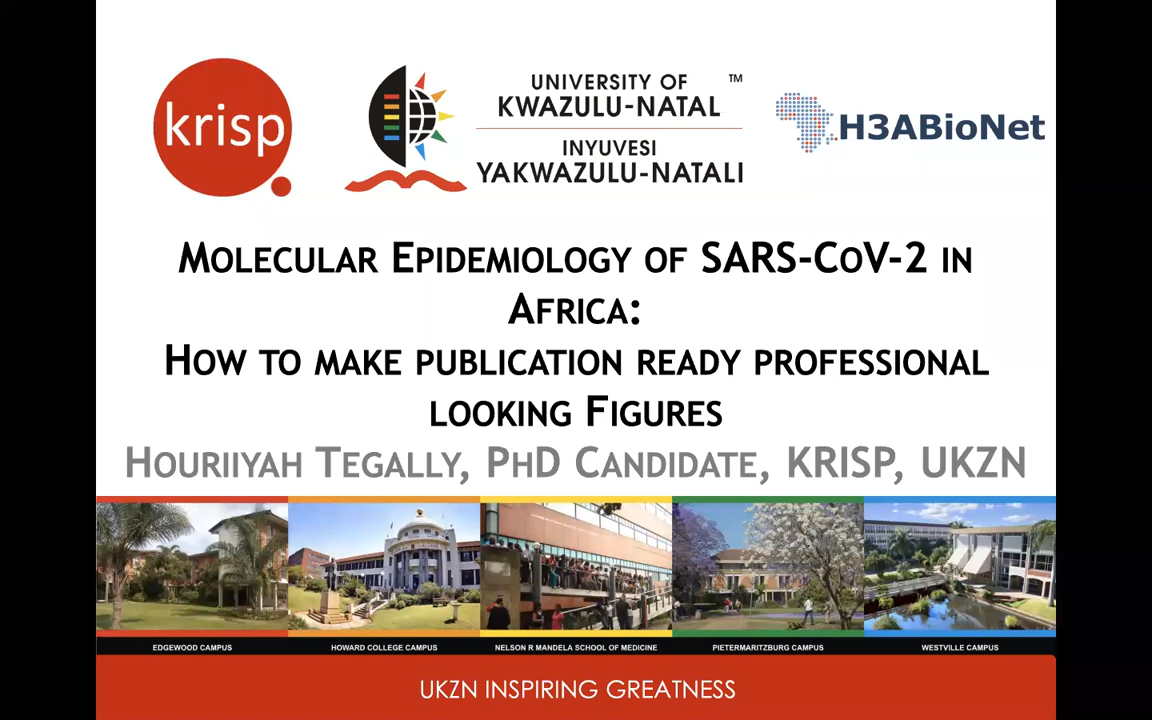 krisp
UNIVERSITY OF ™
KWAZULU-NATAL
INYUVESI
YAKWAZULU-NATALI
H3ABioNet
MOLECULAR EPIDEMIOLOGY OF SARS-COV-2 IN
AFRICA:
HOW TO MAKE PUBLICATION READY PROFESSIONAL
LOOKING FIGURES
HOURIIYAH TEGALLY, PHD CANDIDATE, KRISP, UKZN
EDGEWOOD CAMPUS
HOWARD COLLEGE CAMPUS
NELSON R MANDELA SCHOOL OF MEDICINE
PIETERMARITZBURG CAMPUS
WESTVILLE CAMPUS
UKZN INSPIRING GREATNESS